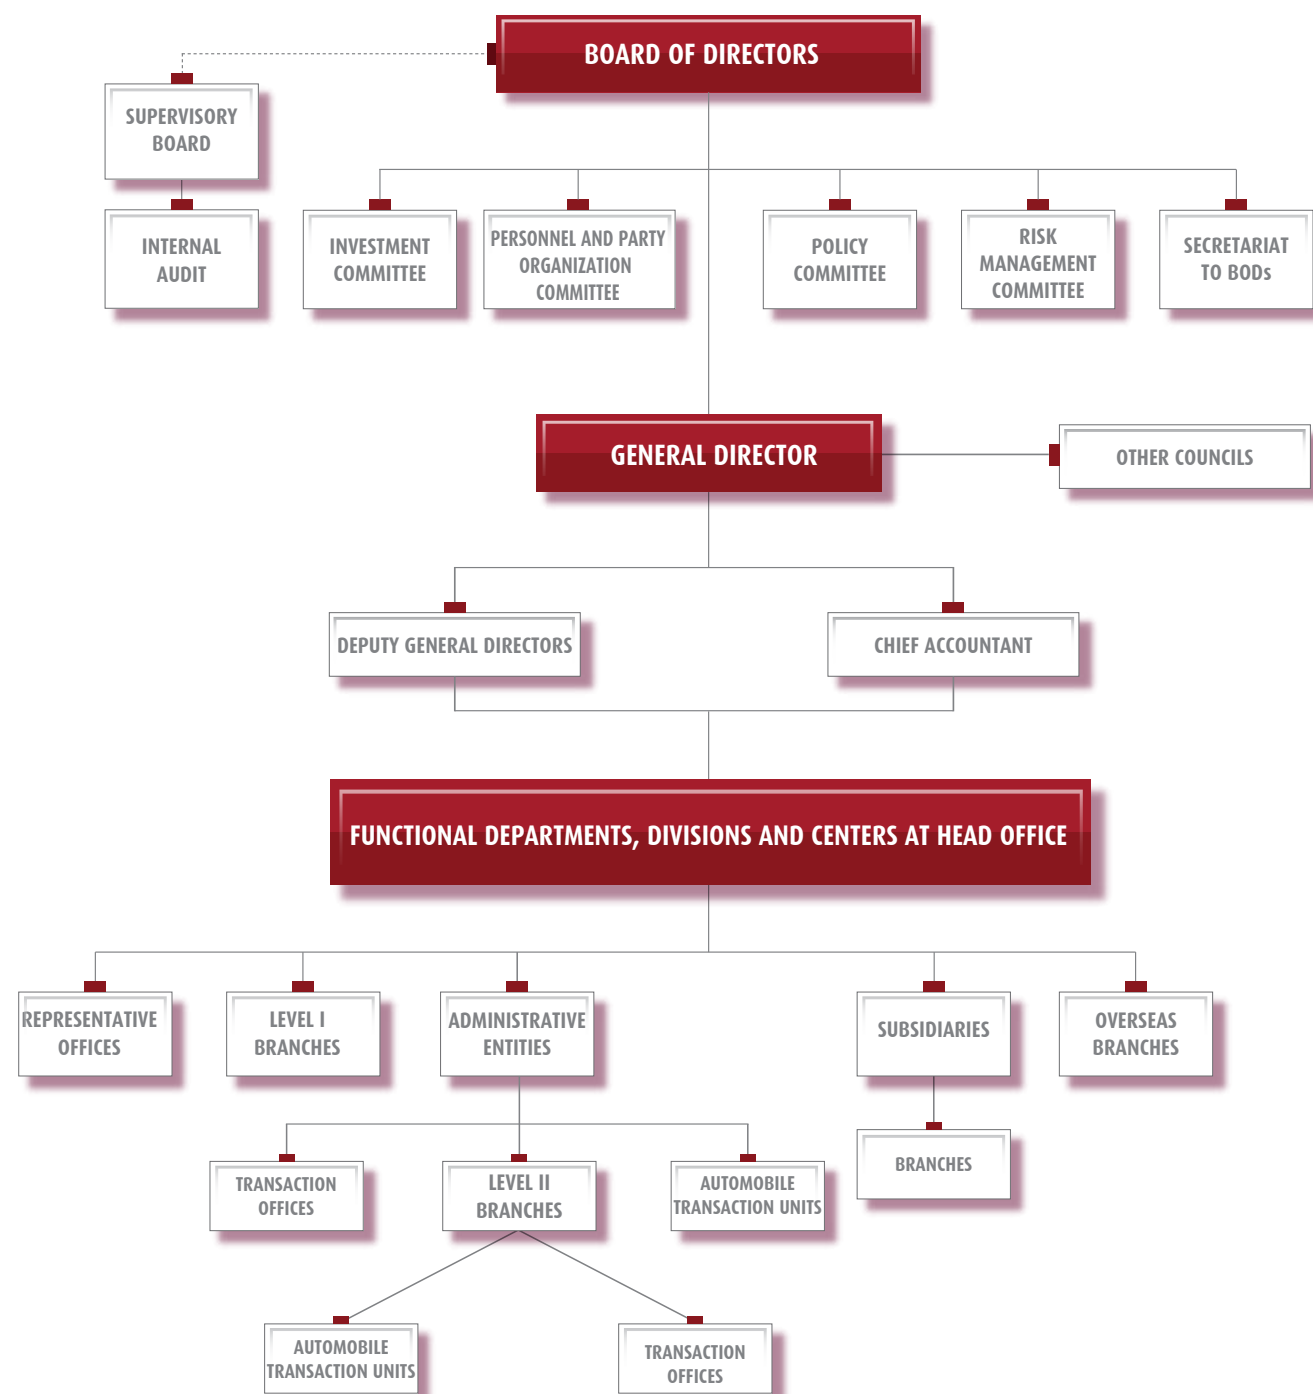 BOARD OF DIRECTORS
SUPERVISORY
BOARD
INTERNAL
AUDIT
INVESTMENT
COMMITTEE
PERSONNEL AND PARTY
ORGANIZATION
COMMITTEE
POLICY
COMMITTEE
RISK
MANAGEMENT
COMMITTEE
SECRETARIAT
TO BODs
GENERAL DIRECTOR
OTHER COUNCILS
DEPUTY GENERAL DIRECTORS
CHIEF ACCOUNTANT
FUNCTIONAL DEPARTMENTS, DIVISIONS AND CENTERS AT HEAD OFFICE
REPRESENTATIVE
OFFICES
LEVEL I
BRANCHES
ADMINISTRATIVE
ENTITIES
SUBSIDIARIES
OVERSEAS
BRANCHES
TRANSACTION
OFFICES
LEVEL II
BRANCHES
AUTOMOBILE
TRANSACTION UNITS
BRANCHES
AUTOMOBILE
TRANSACTION UNITS
TRANSACTION
OFFICES